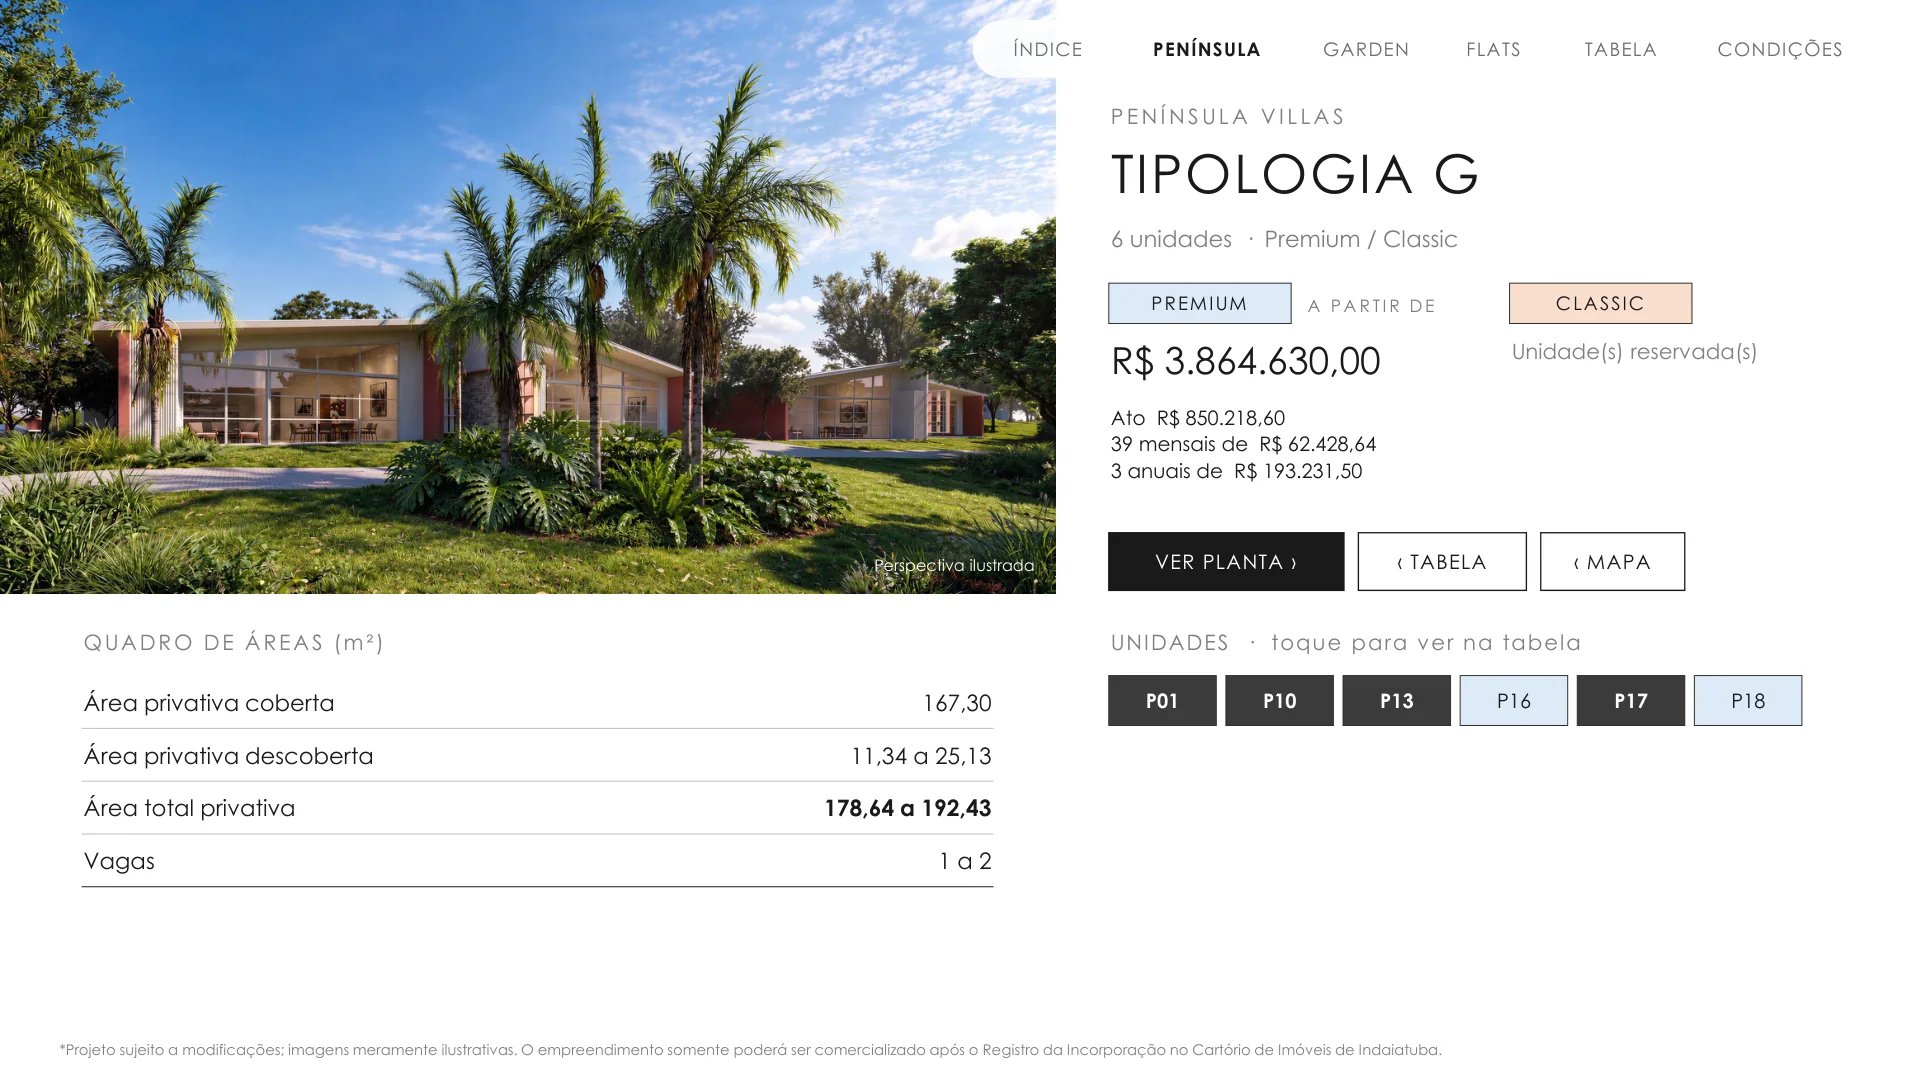 ÍNDICE PENÍNSULA GARDEN FLATS TABELA CONDIÇÕES
PENÍNSULA VILLAS
TIPOLOGIA G
6 unidades · Premium / Classic
PREMIUM A PARTIR DE
R$ 3.864.630,00
Ato R$ 850.218,60
39 mensais de R$ 62.428,64
3 anuais de R$ 193.231,50
CLASSIC
Unidade(s) reservada(s)
VER PLANTA › ‹ TABELA ‹ MAPA
Perspectiva ilustrada
UNIDADES · toque para ver na tabela
P01 P10 P13 P16 P17 P18
QUADRO DE ÁREAS (m²)
Área privativa coberta 167,30
Área privativa descoberta 11,34 a 25,13
Área total privativa 178,64 a 192,43
Vagas 1 a 2
*Projeto sujeito a modificações; imagens meramente ilustrativas. O empreendimento somente poderá ser comercializado após o Registro da Incorporação no Cartório de Imóveis de Indaiatuba.